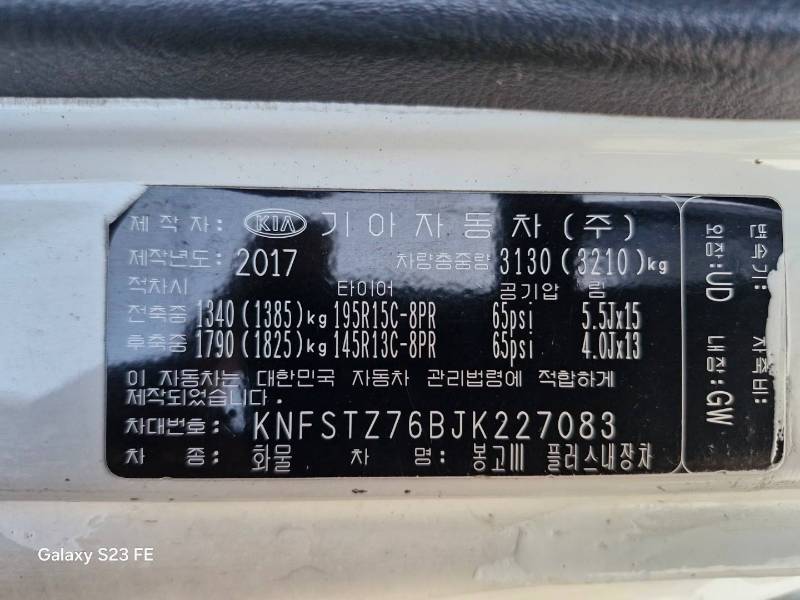 제 작 자: KIA 기아자동차(주)
제작년도: 2017 차량총중량 3130(3210)kg
적차시 타이어 공기압 림
전축중 1340(1385)kg 195R15C-8PR 65psi 5.5Jx15
후축중 1790(1825)kg 145R13C-8PR 65psi 4.0Jx13
이 자동차는 대한민국 자동차 관리법령에 적합하게
제작되었습니다.
차대번호: KNFSTZ76BJK227083
차 종: 화물 차 명: 봉고III 플러스내장차
변속기: 차축비:
외장:UD 내장:GW
Galaxy S23 FE